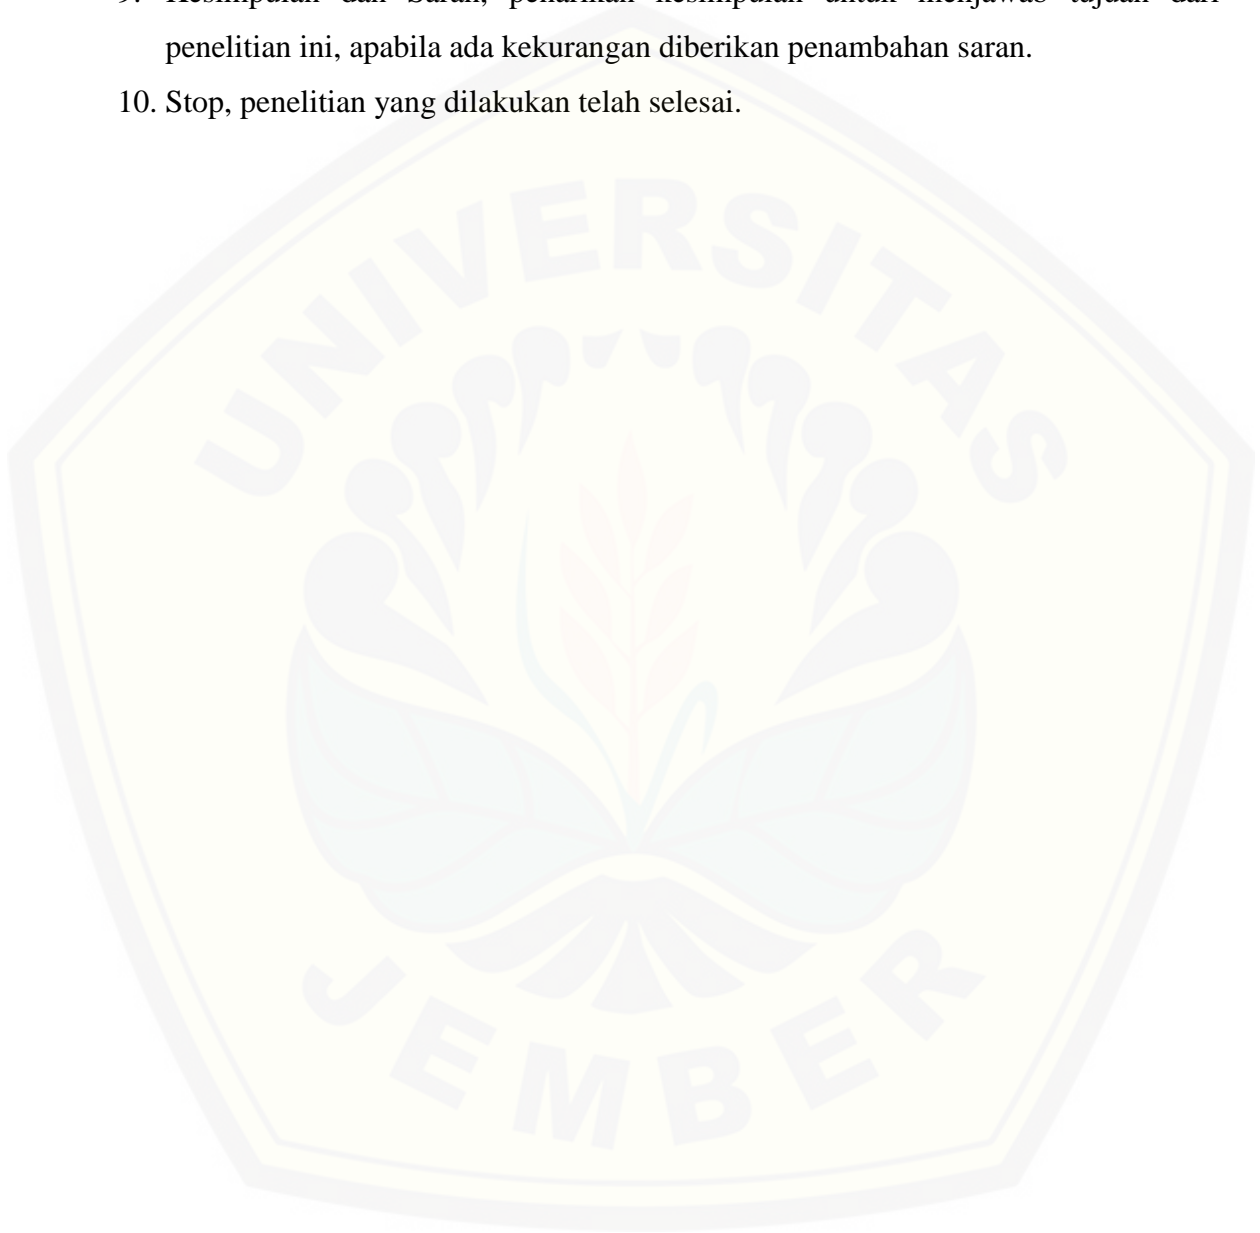 9. Kesimpulan dan Saran, penarikan kesimpulan untuk menjawab tujuan dari
penelitian ini, apabila ada kekurangan diberikan penambahan saran.
10. Stop, penelitian yang dilakukan telah selesai.
UNIVERSITAS
JEMBER